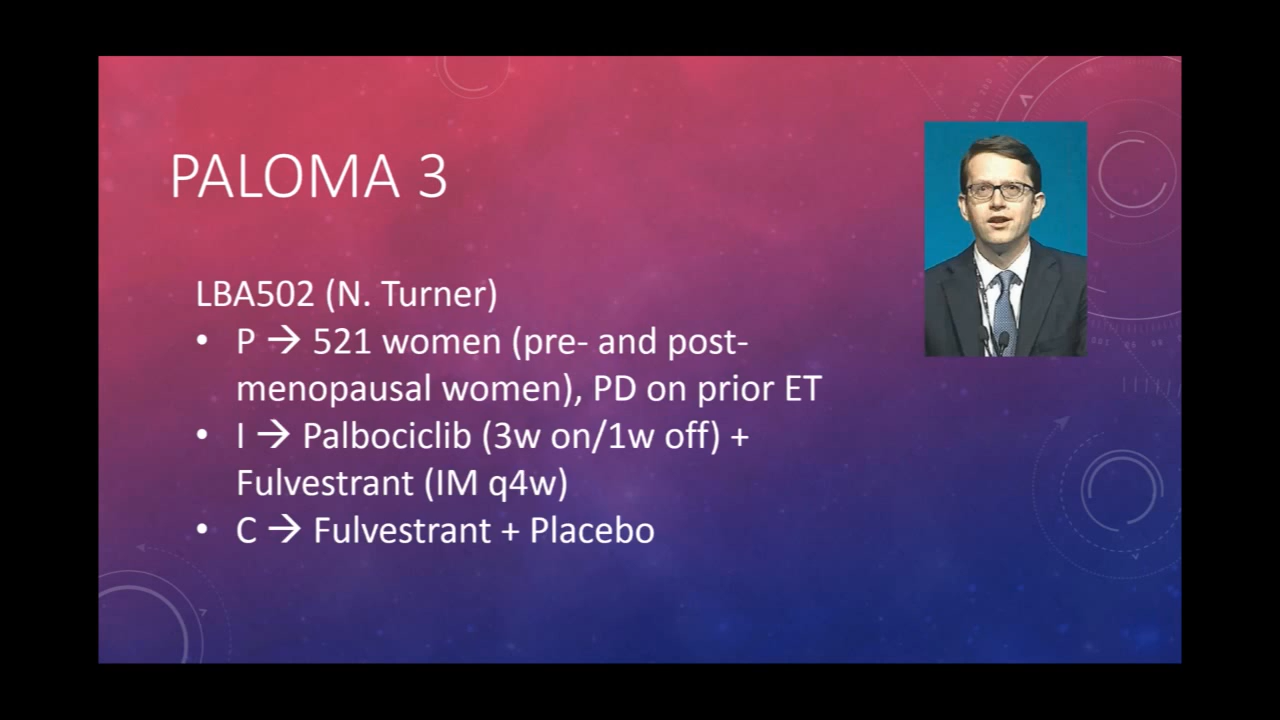 PALOMA 3
LBA502 (N. Turner)
• P → 521 women (pre- and post-
menopausal women), PD on prior ET
• I → Palbociclib (3w on/1w off) +
Fulvestrant (IM q4w)
• C → Fulvestrant + Placebo